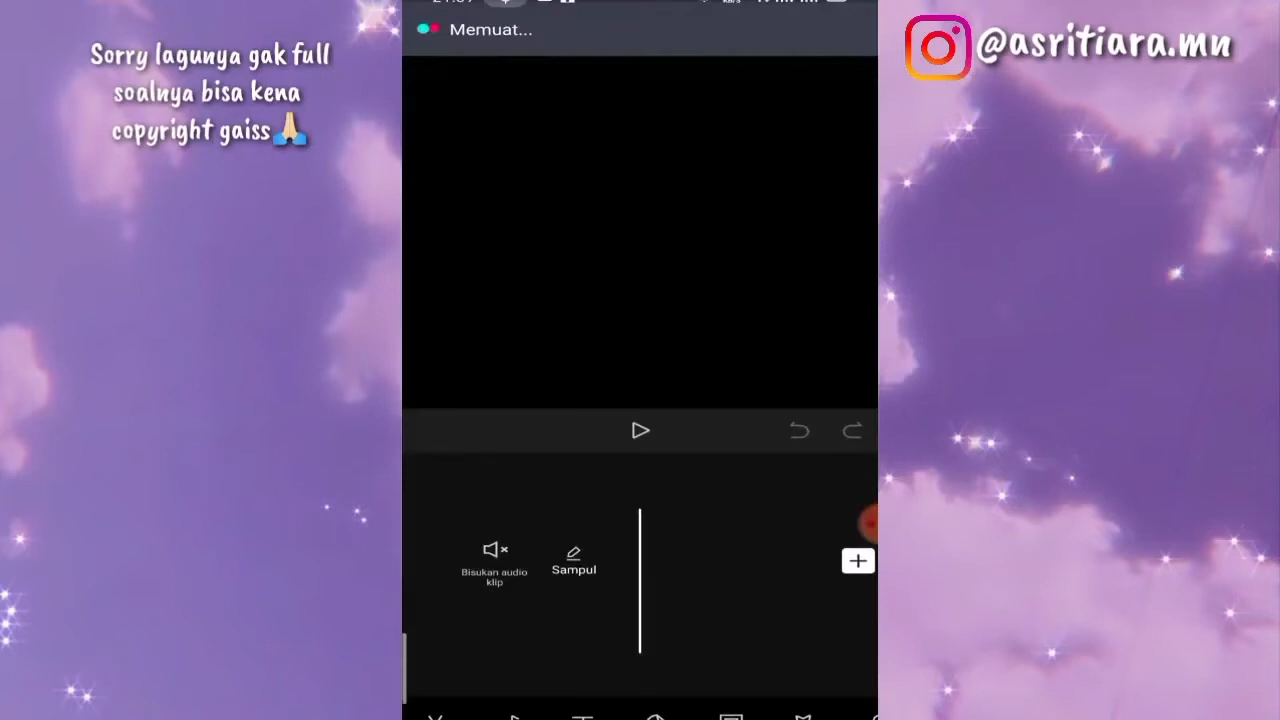 Sorry lagunya gak full
soalnya bisa kena
copyright gaiss🙏🏻
Memuat...
@asritiara.mn
Bisukan audio
klip
Sampul